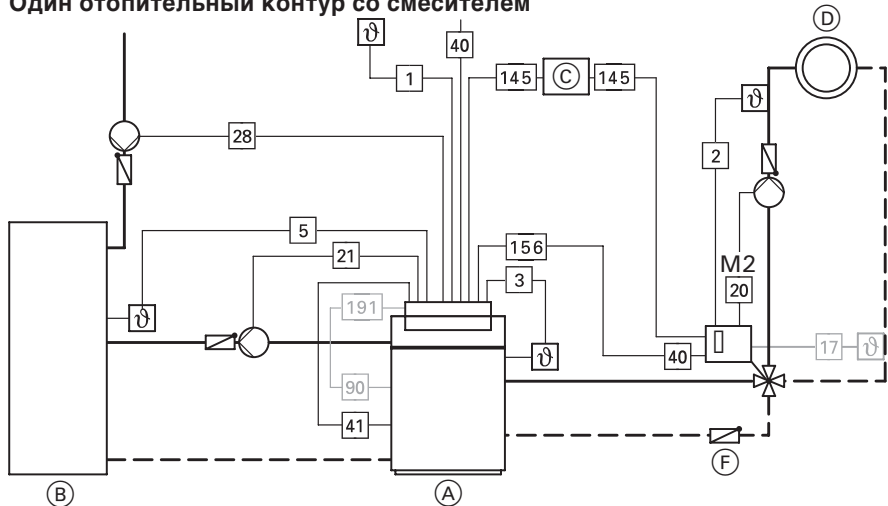 Один отопительный контур со смесителем
D
ϑ
40
1
145
C
145
ϑ
28
2
5
156
M2
21
3
20
191
ϑ
ϑ
40
17
ϑ
90
41
F
B
A